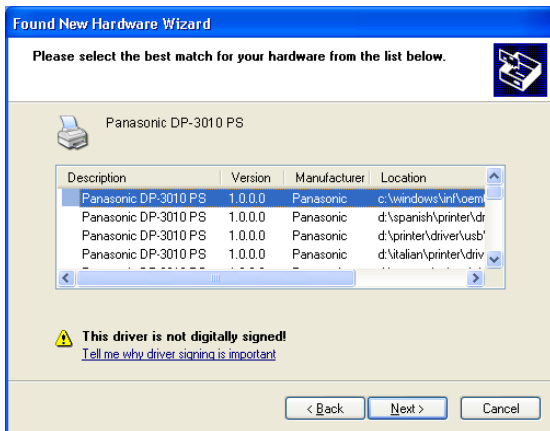 Found New Hardware Wizard
Please select the best match for your hardware from the list below.
Panasonic DP-3010 PS
Description Version Manufacturer Location
Panasonic DP-3010 PS 1.0.0.0 Panasonic c:\windows\inf\oem
Panasonic DP-3010 PS 1.0.0.0 Panasonic d:\spanish\printer\dr
Panasonic DP-3010 PS 1.0.0.0 Panasonic d:\printer\driver\usb\
Panasonic DP-3010 PS 1.0.0.0 Panasonic d:\italian\printer\driv
This driver is not digitally signed!
Tell me why driver signing is important
< Back Next > Cancel